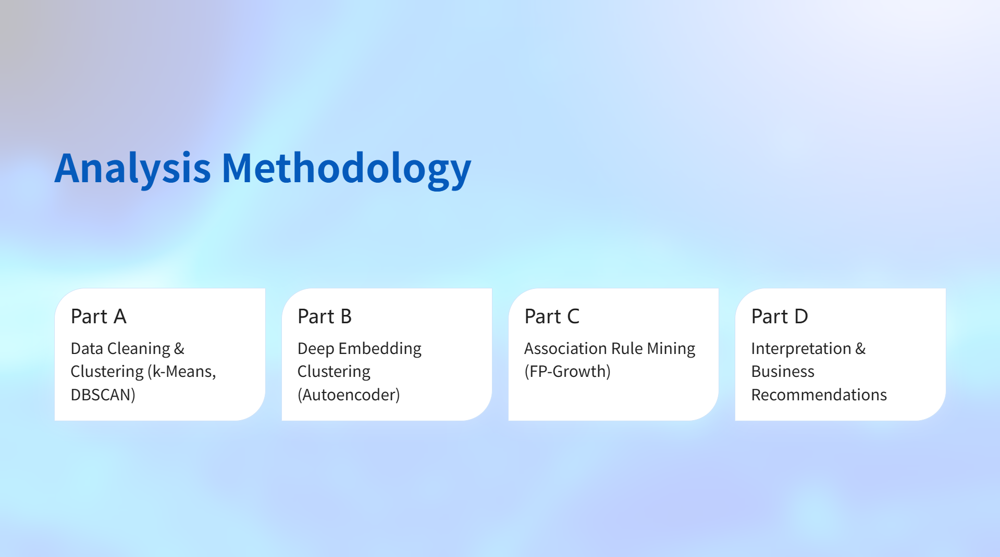 Analysis Methodology
Part A
Data Cleaning &
Clustering (k-Means,
DBSCAN)
Part B
Deep Embedding
Clustering
(Autoencoder)
Part C
Association Rule Mining
(FP-Growth)
Part D
Interpretation &
Business
Recommendations